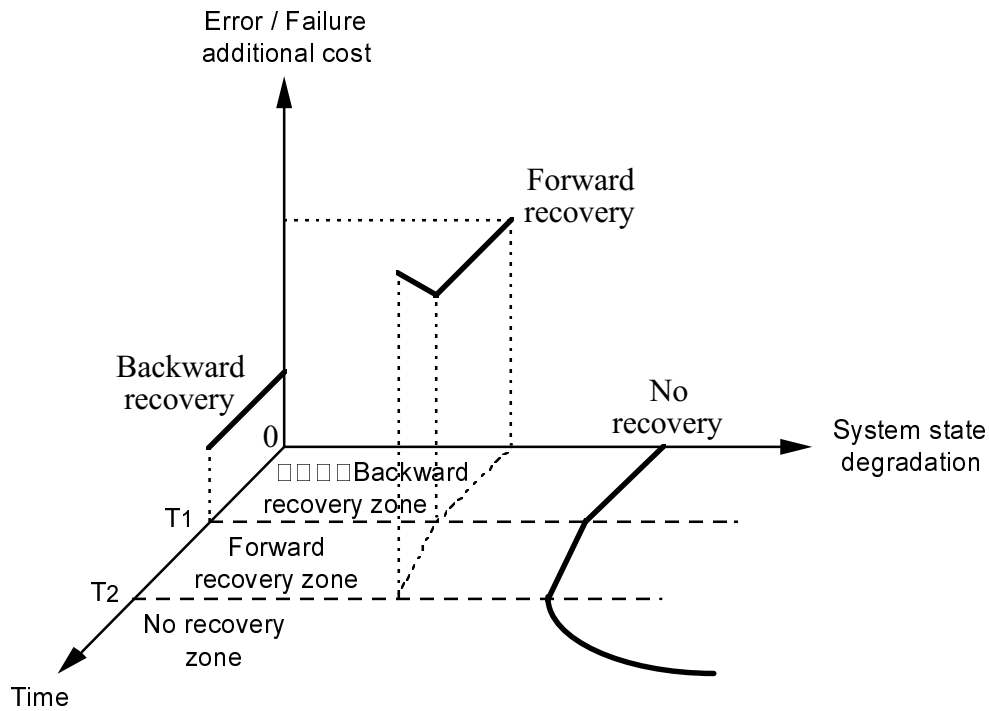 Error / Failure
additional cost
Forward
recovery
Backward
recovery
No
recovery
0
System state
degradation
□□□□Backward
recovery zone
T1
Forward
recovery zone
T2
No recovery
zone
Time